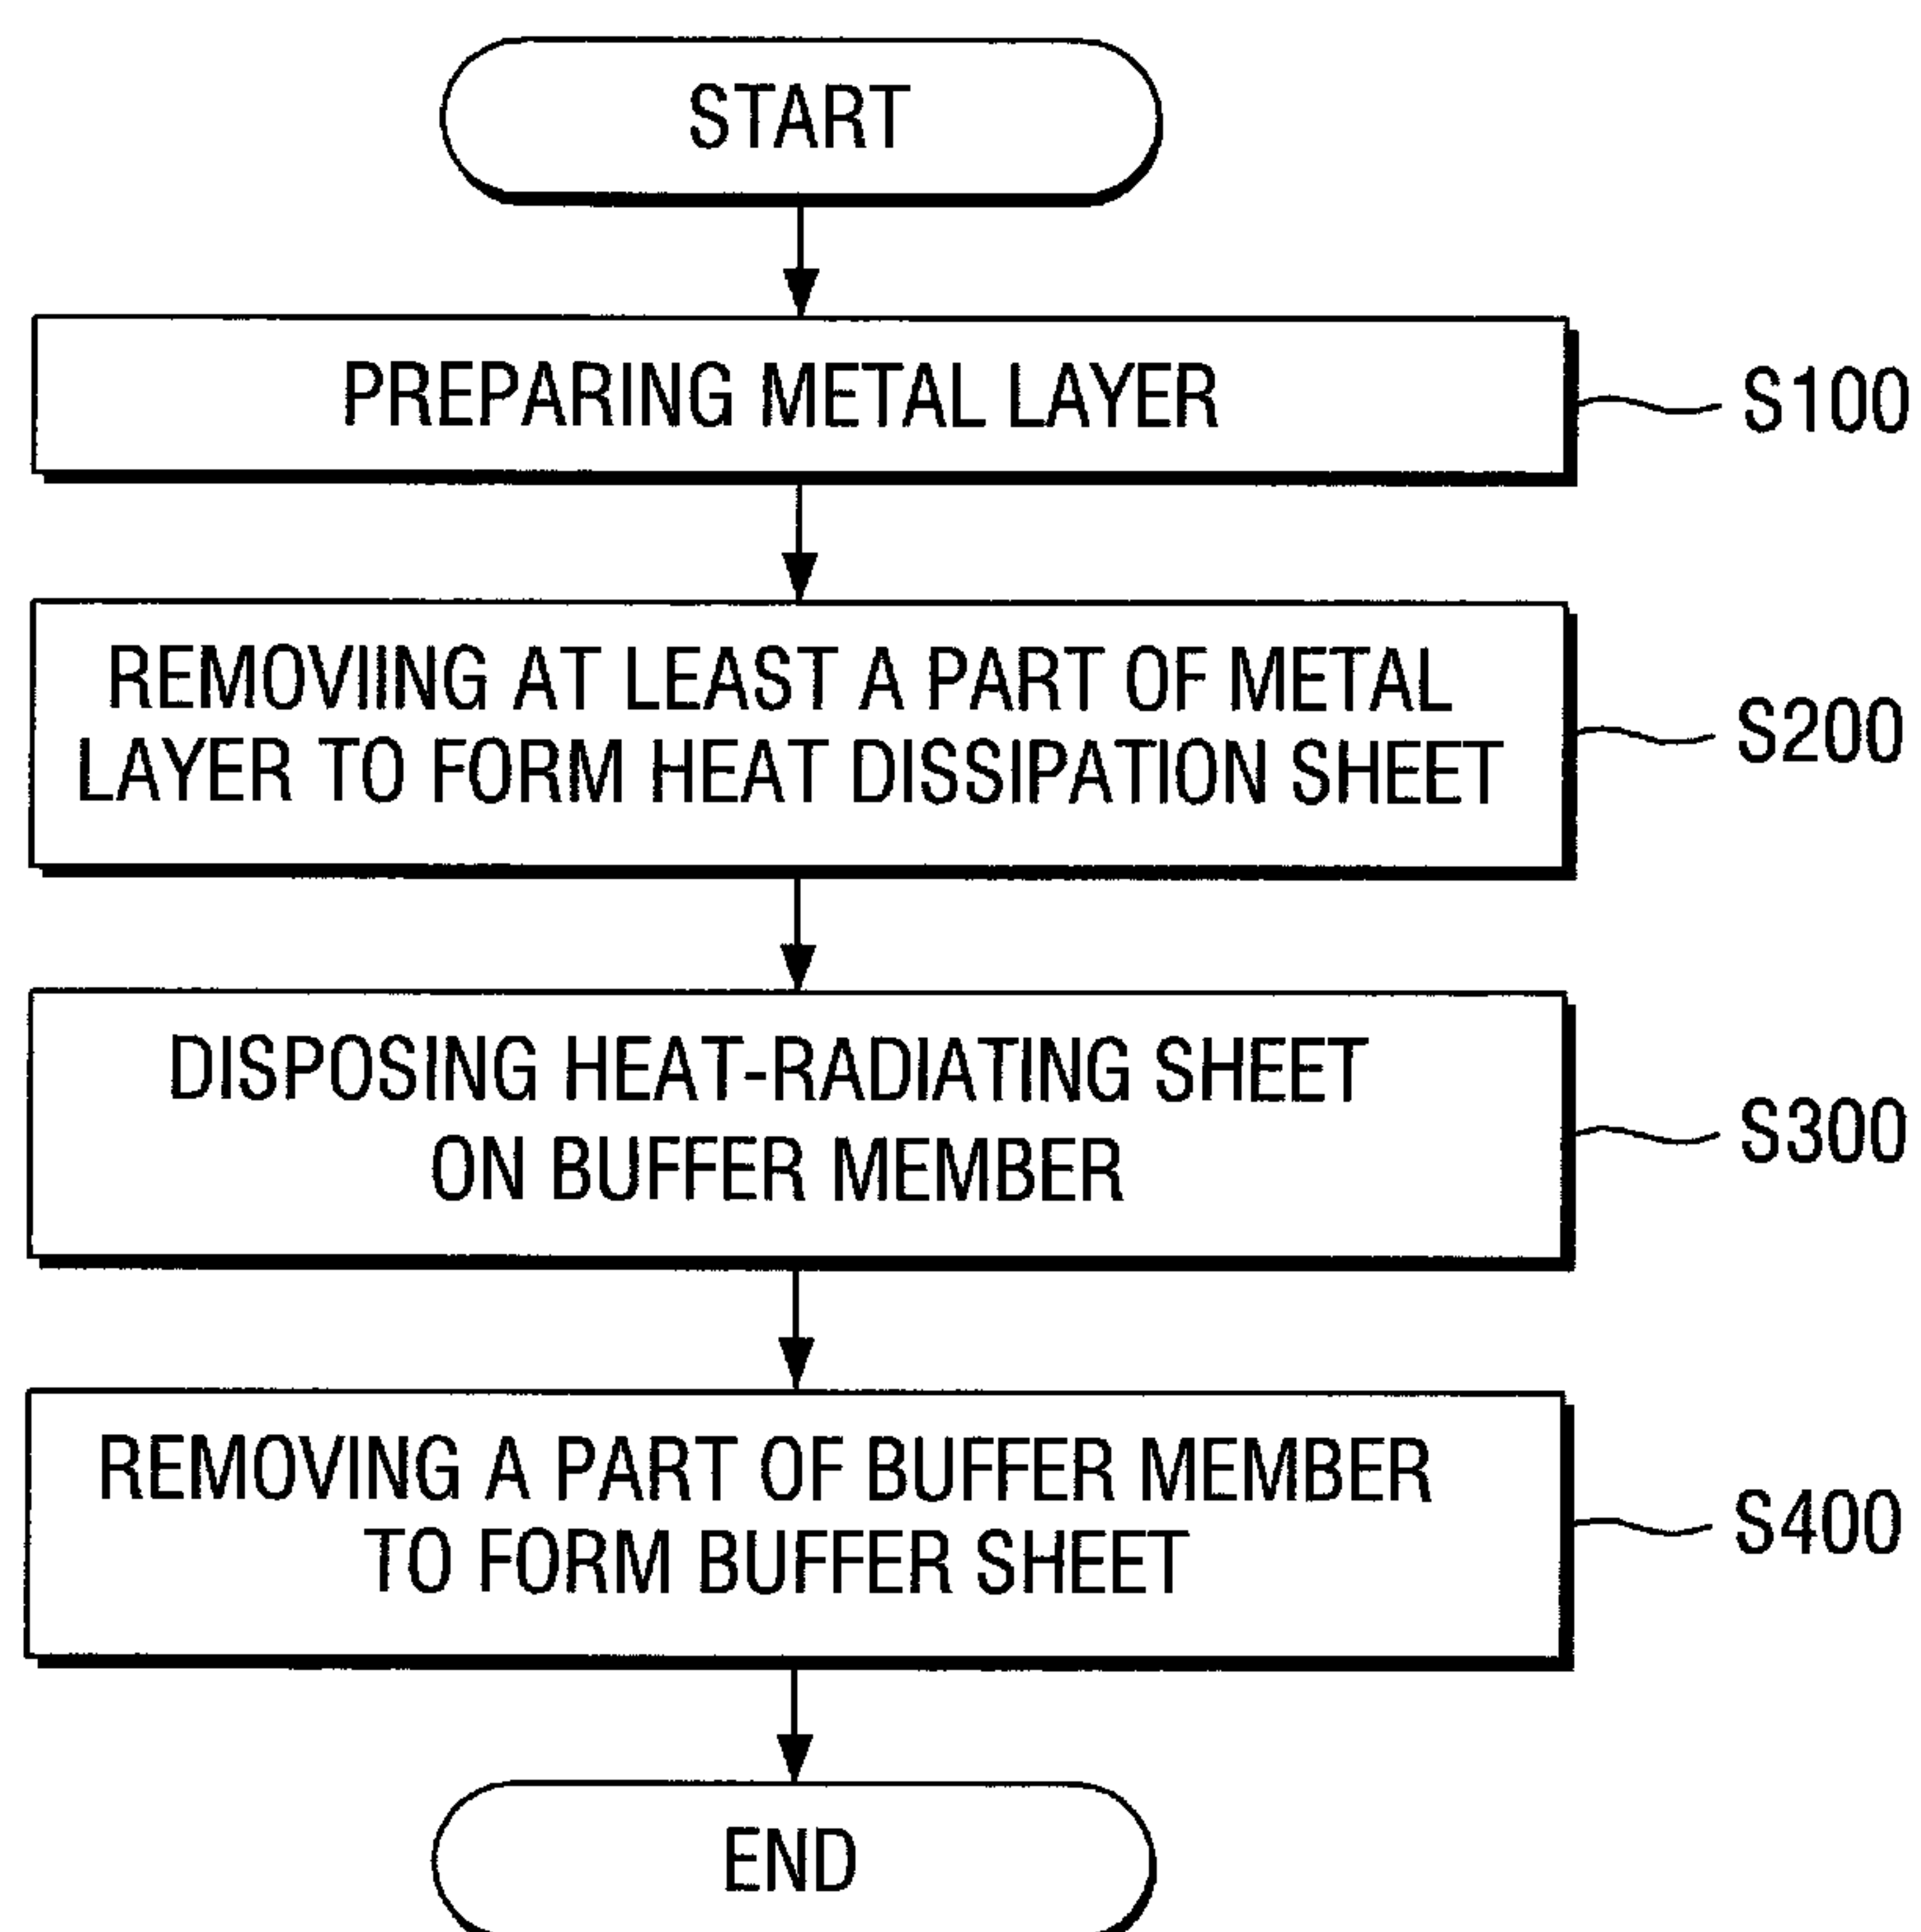 START
PREPARING METAL LAYER
S100
REMOVIING AT LEAST A PART OF METAL
LAYER TO FORM HEAT DISSIPATION SHEET
S200
DISPOSING HEAT-RADIATING SHEET
ON BUFFER MEMBER
S300
REMOVING A PART OF BUFFER MEMBER
TO FORM BUFFER SHEET
S400
END